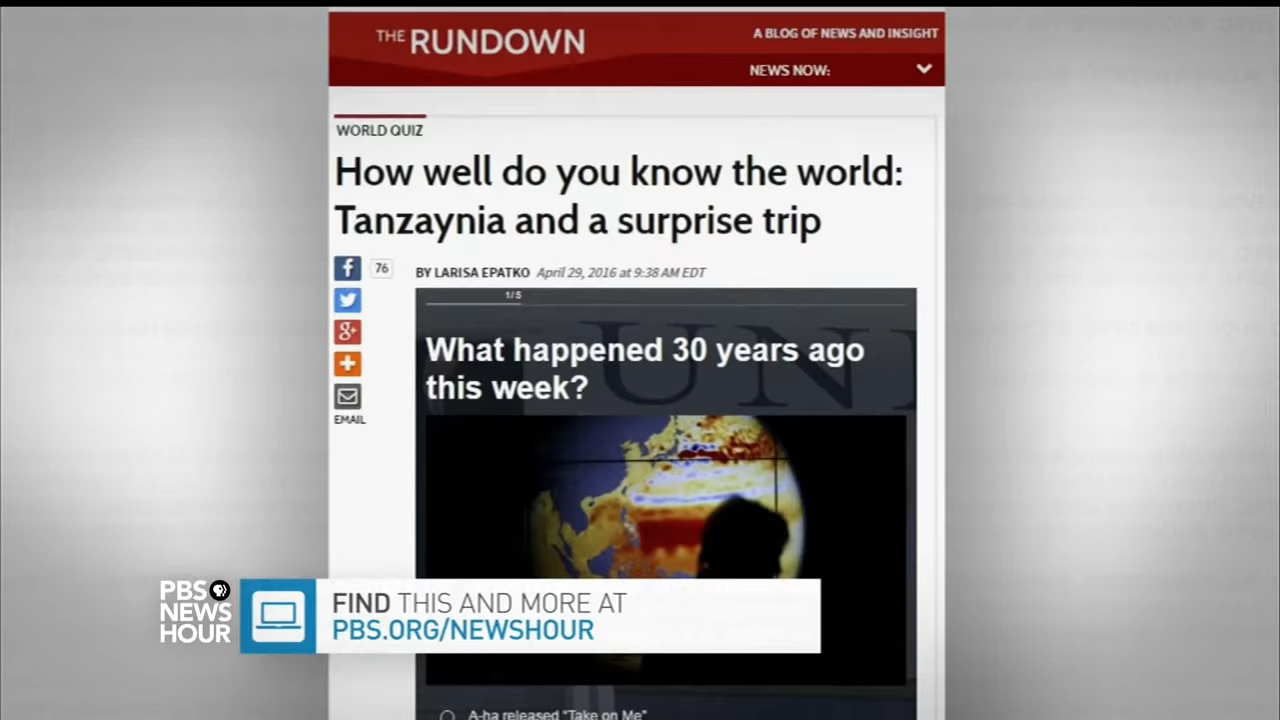 THE RUNDOWN
A BLOG OF NEWS AND INSIGHT
NEWS NOW:
WORLD QUIZ
How well do you know the world:
Tanzaynia and a surprise trip
f 76
BY LARISA EPATKO April 29, 2016 at 9:38 AM EDT
g+
EMAIL
1/5
What happened 30 years ago
this week?
PBS
NEWS
HOUR
FIND THIS AND MORE AT
PBS.ORG/NEWSHOUR
A-ha released "Take on Me"